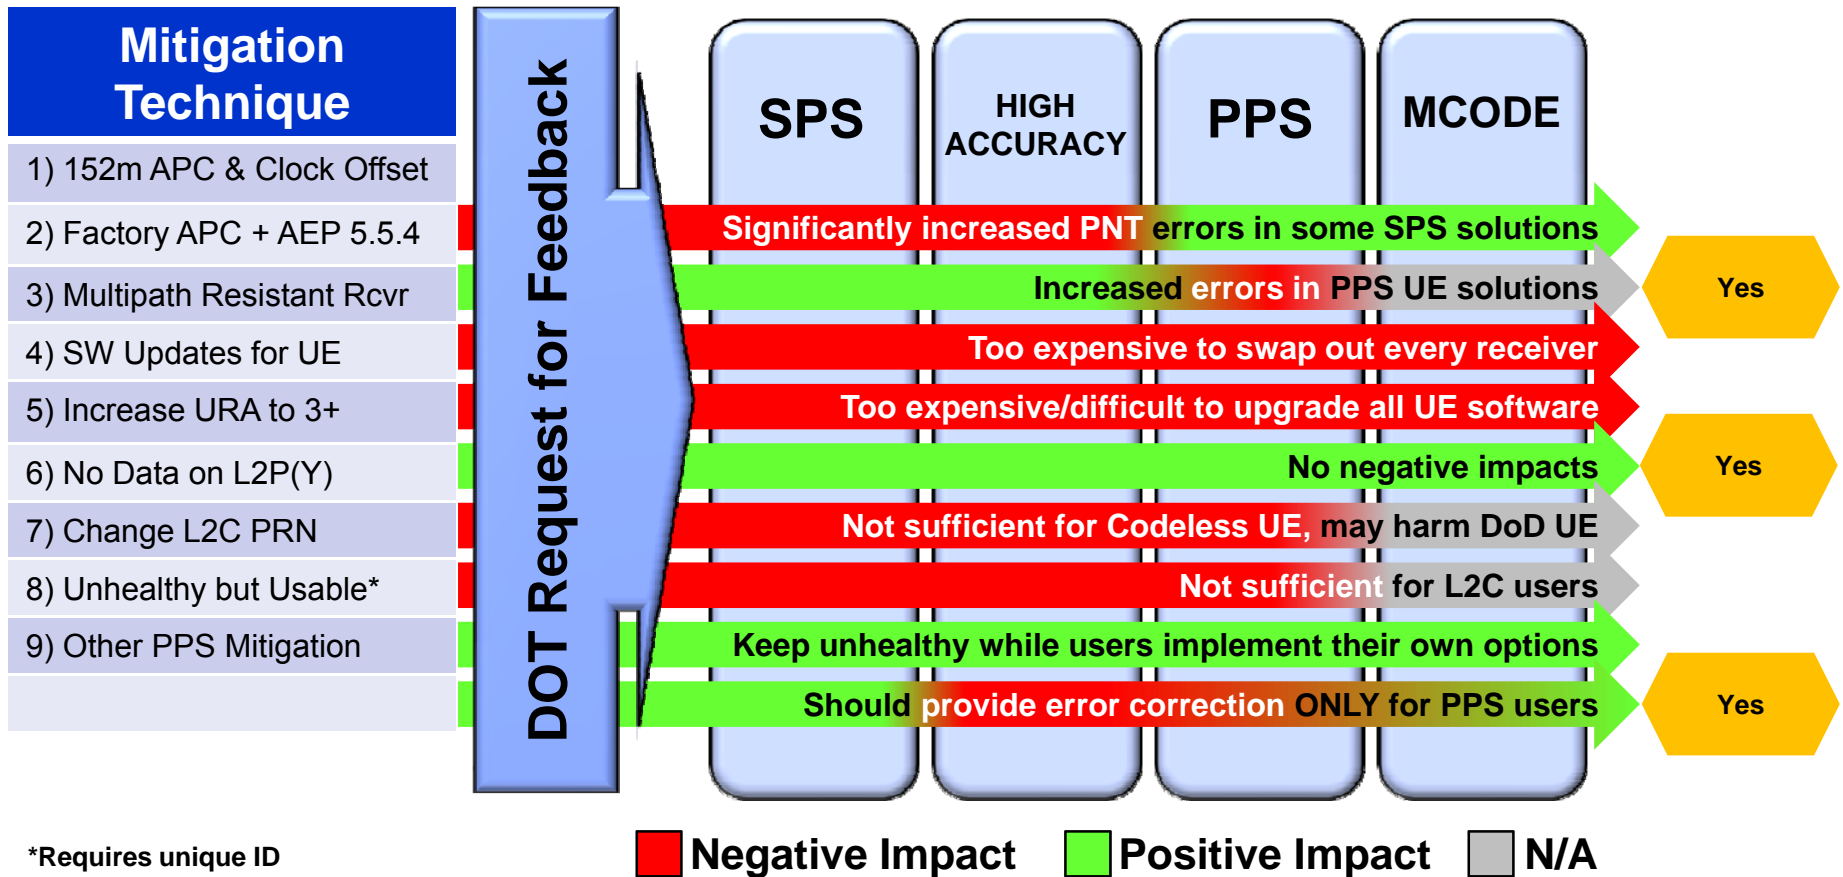 Mitigation
Technique
1) 152m APC & Clock Offset
2) Factory APC + AEP 5.5.4
3) Multipath Resistant Rcvr
4) SW Updates for UE
5) Increase URA to 3+
6) No Data on L2P(Y)
7) Change L2C PRN
8) Unhealthy but Usable*
9) Other PPS Mitigation
DOT Request for Feedback
SPS
HIGH
ACCURACY
PPS
MCODE
Significantly increased PNT errors in some SPS solutions
Increased errors in PPS UE solutions
Yes
Too expensive to swap out every receiver
Too expensive/difficult to upgrade all UE software
No negative impacts
Yes
Not sufficient for Codeless UE, may harm DoD UE
Not sufficient for L2C users
Keep unhealthy while users implement their own options
Should provide error correction ONLY for PPS users
Yes
*Requires unique ID
Negative Impact
Positive Impact
N/A